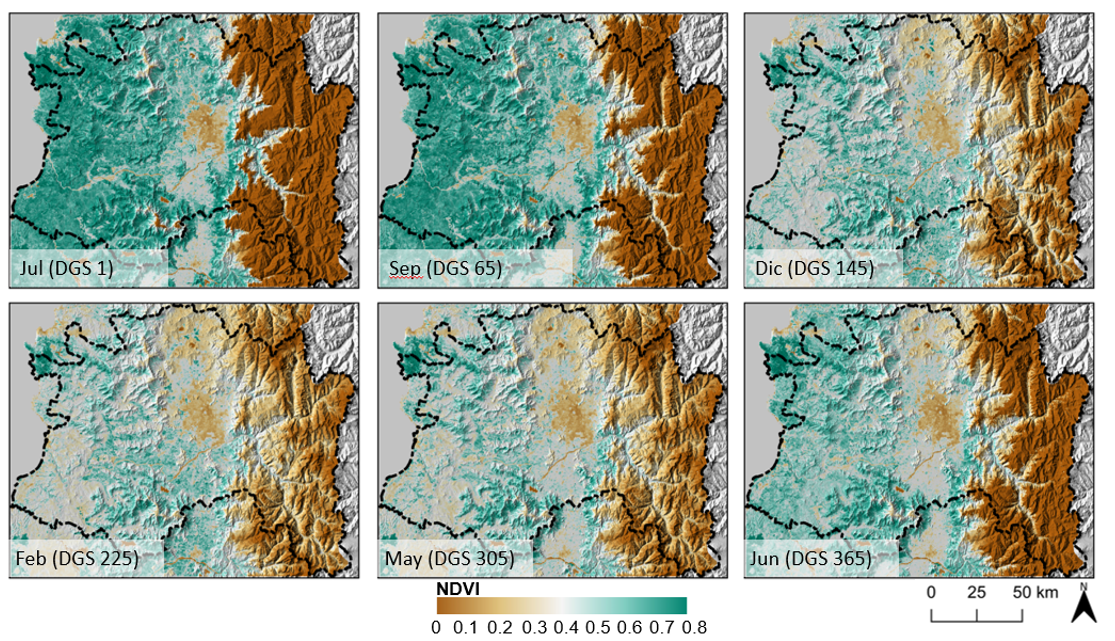 Jul (DGS 1)
Sep (DGS 65)
Dic (DGS 145)
Feb (DGS 225)
May (DGS 305)
Jun (DGS 365)
NDVI
0 0.1 0.2 0.3 0.4 0.5 0.6 0.7 0.8
0 25 50 km
N